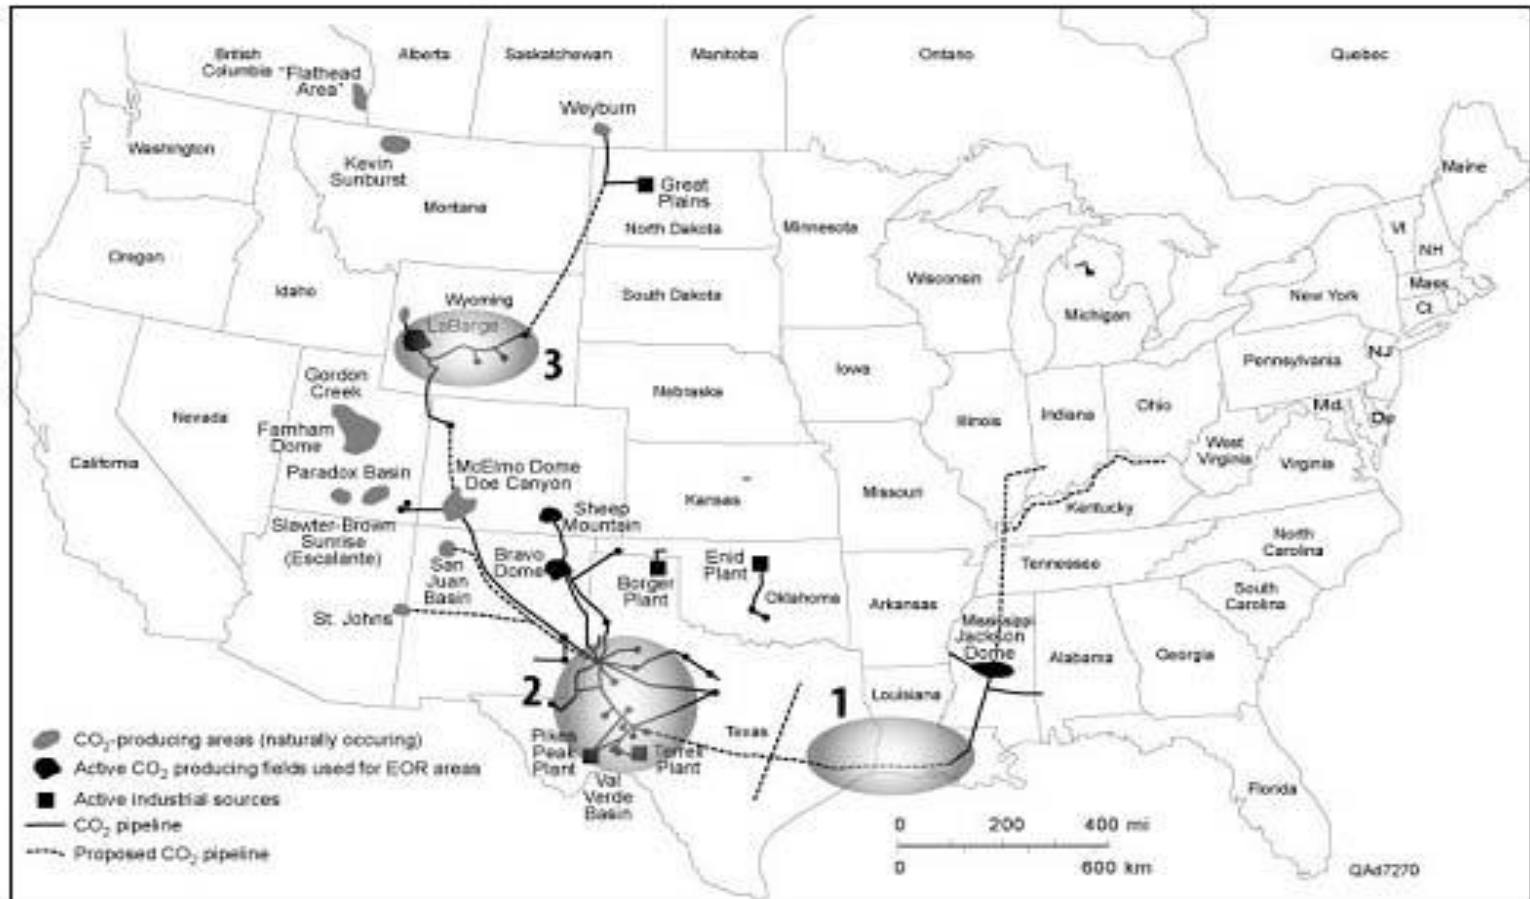 British
Columbia
"Flathead
Area"
Alberta
Saskatchewan
Manitoba
Ontario
Quebec
Weyburn
Washington
Kevin
Sunburst
Montana
Great
Plains
North Dakota
Minnesota
Maine
VI
NH
Oregon
Idaho
Wyoming
LaBarge
3
South Dakota
Wisconsin
Michigan
New York
Mass
Ct
Gordon
Creek
Nebraska
Iowa
Pennsylvania
NJ
Nevada
Farnham
Dome
Illinois
Indiana
Ohio
Md.
De
California
Paradox Basin
McElmo Dome
Doe Canyon
Kansas
Missouri
West
Virginia
Virginia
Kentucky
Slawter-Brown
Sunrise
(Escalante)
Sheep
Mountain
San
Juan
Basin
Bravo
Dome
Borger
Plant
Enid
Plant
Oklahoma
Arkansas
Tennessee
North
Carolina
South
Carolina
St. Johns
Mississippi
Jackson
Dome
Alabama
Georgia
2
Louisiana
1
Texas
Pikes
Peak
Plant
Terrell
Plant
Val
Verde
Basin
Florida
CO₂-producing areas (naturally occuring)
Active CO₂ producing fields used for EOR areas
Active industrial sources
CO₂ pipeline
Proposed CO₂ pipeline
0 200 400 mi
0 600 km
QAd7270